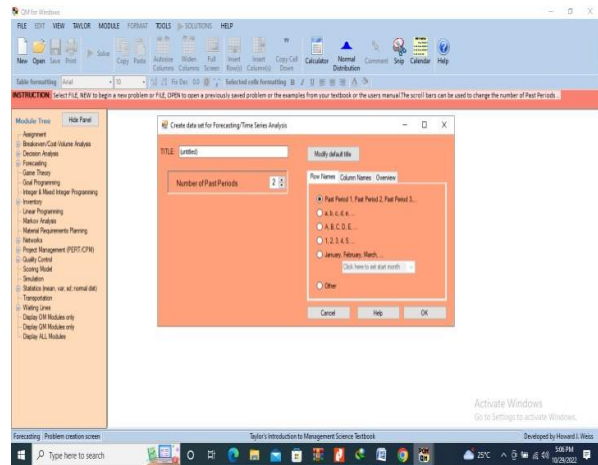 QM for Windows
FILE EDIT VIEW TAYLOR MODULE FORMAT TOOLS SOLUTIONS HELP
New Open Save Print Solve Copy Paste Autosize Columns Widen Columns Full Screen Insert Row(s) Insert Column(s) Copy Cell Down Calculator Normal Distribution Comment Snip Calendar Help
Table formatting Arial 10 Fix Dec 0.0 Selected cells formatting B I U
INSTRUCTION: Select FILE, NEW to begin a new problem or FILE, OPEN to open a previously saved problem or the examples from your textbook or the users manual.The scroll bars can be used to change the number of Past Periods ...
Module Tree Hide Panel
Assignment
Breakeven/Cost-Volume Analysis
Decision Analysis
Forecasting
Game Theory
Goal Programming
Integer & Mixed Integer Programming
Inventory
Linear Programming
Markov Analysis
Material Requirements Planning
Networks
Project Management (PERT/CPM)
Quality Control
Scoring Model
Simulation
Statistics (mean, var, sd; normal dist)
Transportation
Waiting Lines
Display OM Modules only
Display QM Modules only
Display ALL Modules
Create data set for Forecasting/Time Series Analysis
TITLE: (untitled)
Modify default title
Number of Past Periods 2
Row Names Column Names Overview
Past Period 1, Past Period 2, Past Period 3...
a, b, c, d, e ...
A, B, C, D, E ...
1, 2, 3, 4, 5 ...
January, February, March, ...
Click here to set start month
Other
Cancel Help OK
Activate Windows
Go to Settings to activate Windows.
Forecasting Problem creation screen Taylor's Introduction to Management Science Textbook Developed by Howard J. Weiss
Type here to search
25°C
5:06 PM
10/29/2022